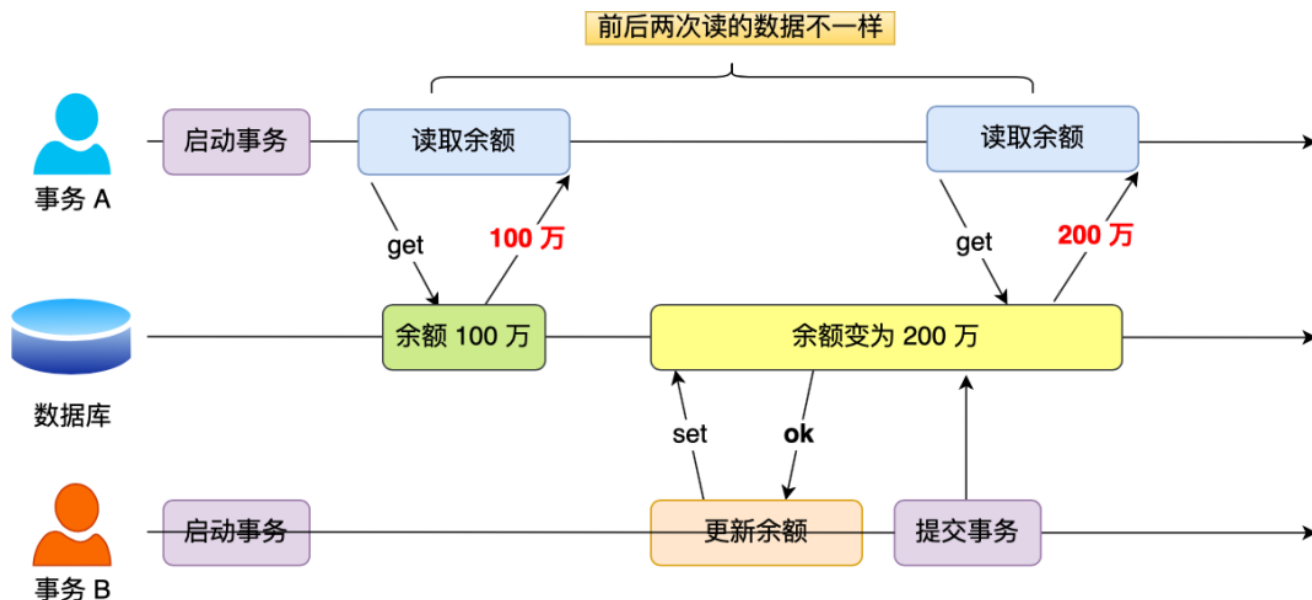 前后两次读的数据不一样
启动事务
读取余额
读取余额
事务 A
get
100 万
get
200 万
余额 100 万
余额变为 200 万
数据库
set
ok
启动事务
更新余额
提交事务
事务 B